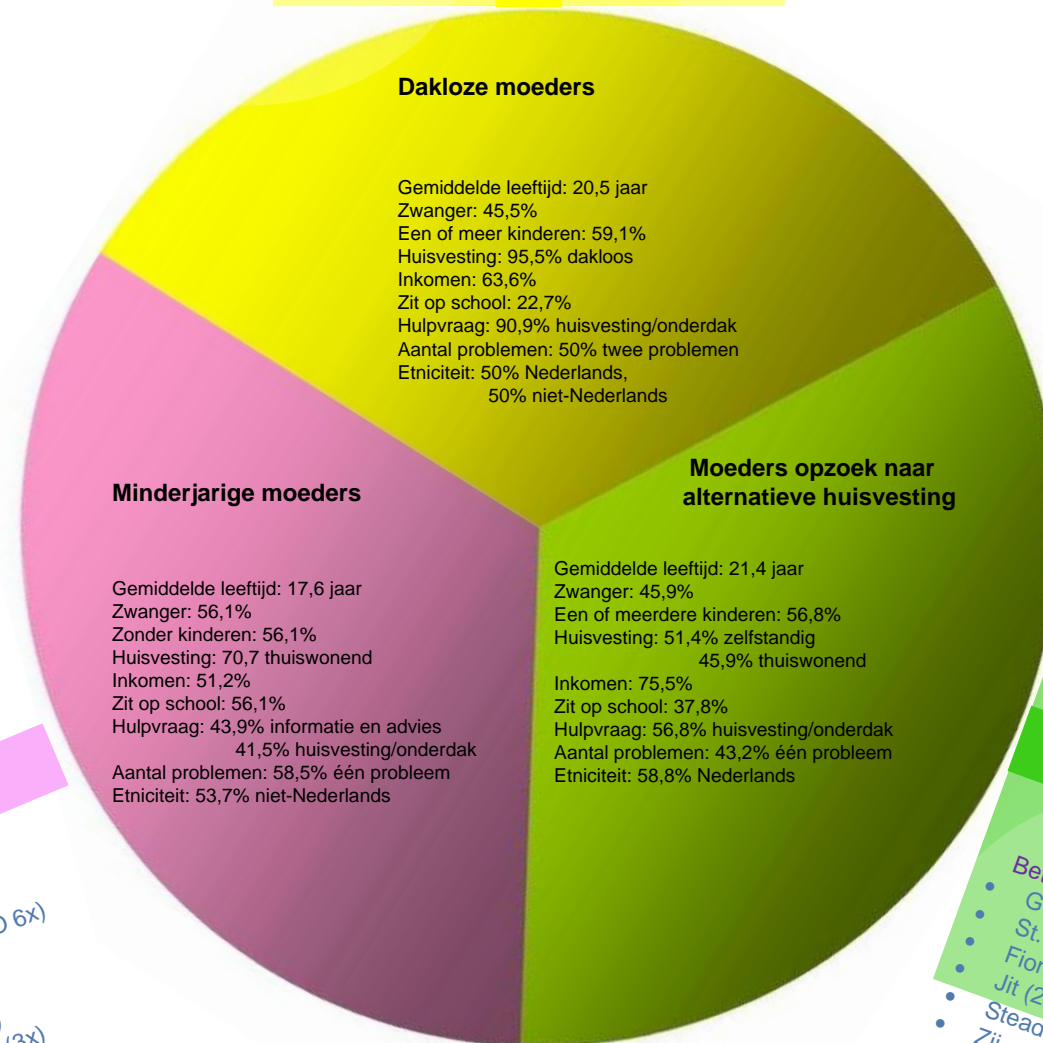 Dakloze moeders
Gemiddelde leeftijd: 20,5 jaar
Zwanger: 45,5%
Een of meer kinderen: 59,1%
Huisvesting: 95,5% dakloos
Inkomen: 63,6%
Zit op school: 22,7%
Hulpvraag: 90,9% huisvesting/onderdak
Aantal problemen: 50% twee problemen
Etniciteit: 50% Nederlands,
50% niet-Nederlands
Minderjarige moeders
Gemiddelde leeftijd: 17,6 jaar
Zwanger: 56,1%
Zonder kinderen: 56,1%
Huisvesting: 70,7 thuiswonend
Inkomen: 51,2%
Zit op school: 56,1%
Hulpvraag: 43,9% informatie en advies
41,5% huisvesting/onderdak
Aantal problemen: 58,5% één probleem
Etniciteit: 53,7% niet-Nederlands
Moeders opzoek naar
alternatieve huisvesting
Gemiddelde leeftijd: 21,4 jaar
Zwanger: 45,9%
Een of meerdere kinderen: 56,8%
Huisvesting: 51,4% zelfstandig
45,9% thuiswonend
Inkomen: 75,5%
Zit op school: 37,8%
Hulpvraag: 56,8% huisvesting/onderdak
Aantal problemen: 43,2% één probleem
Etniciteit: 58,8% Nederlands
6x)
(3x)
St.
Jit (2